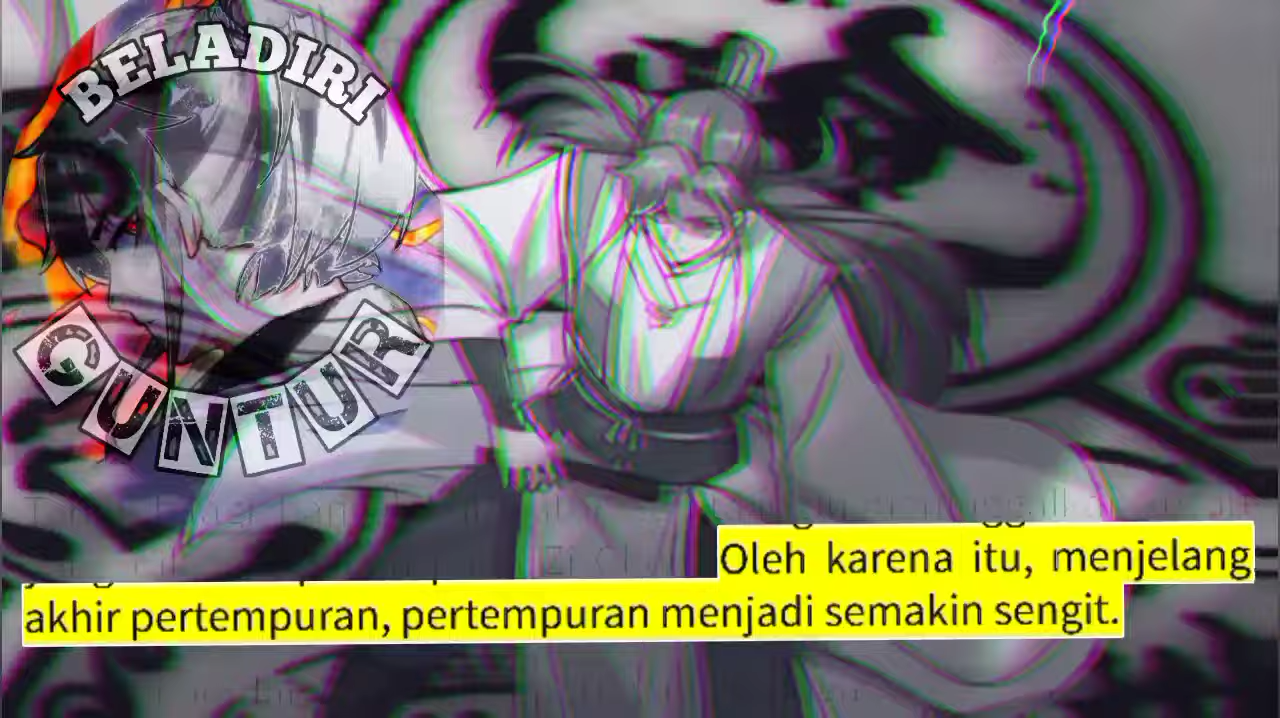 BELADIRI
GUNTUR
Oleh karena itu, menjelang
akhir pertempuran, pertempuran menjadi semakin sengit.